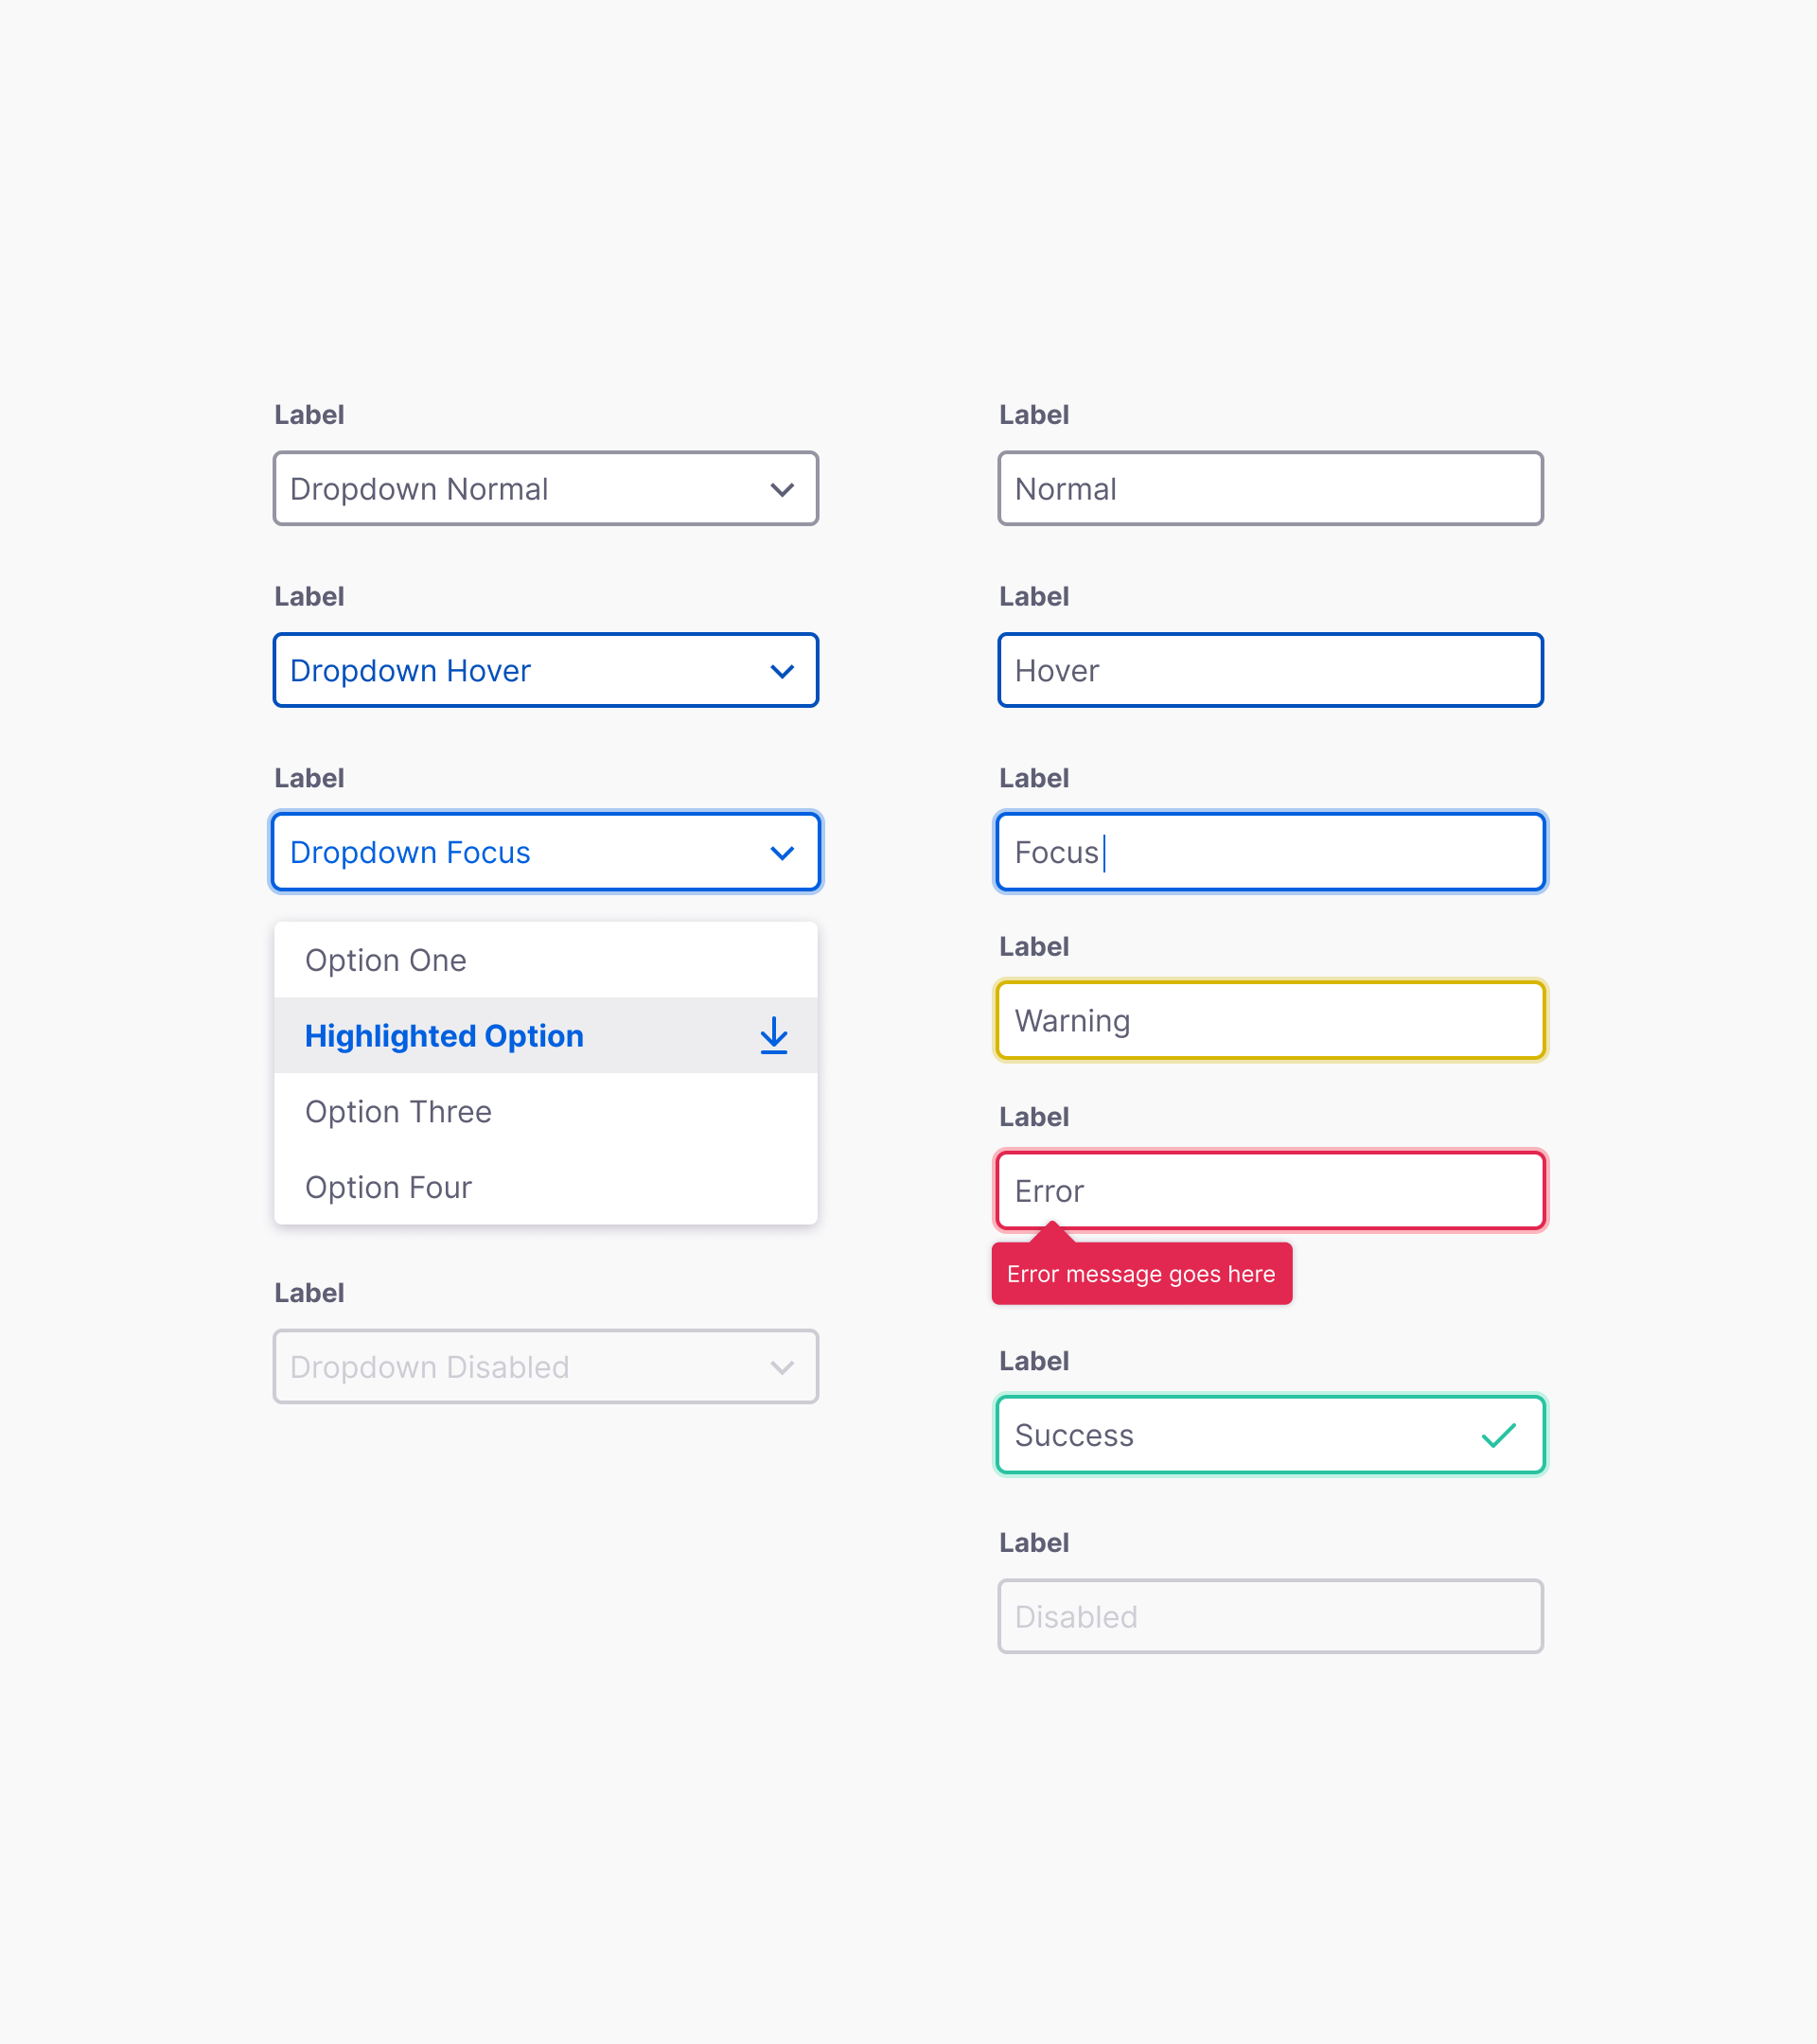 Label
Dropdown Normal
Label
Dropdown Hover
Label
Dropdown Focus
Option One
Highlighted Option
Option Three
Option Four
Label
Dropdown Disabled
Label
Normal
Label
Hover
Label
Focus
Label
Warning
Label
Error
Error message goes here
Label
Success
Label
Disabled